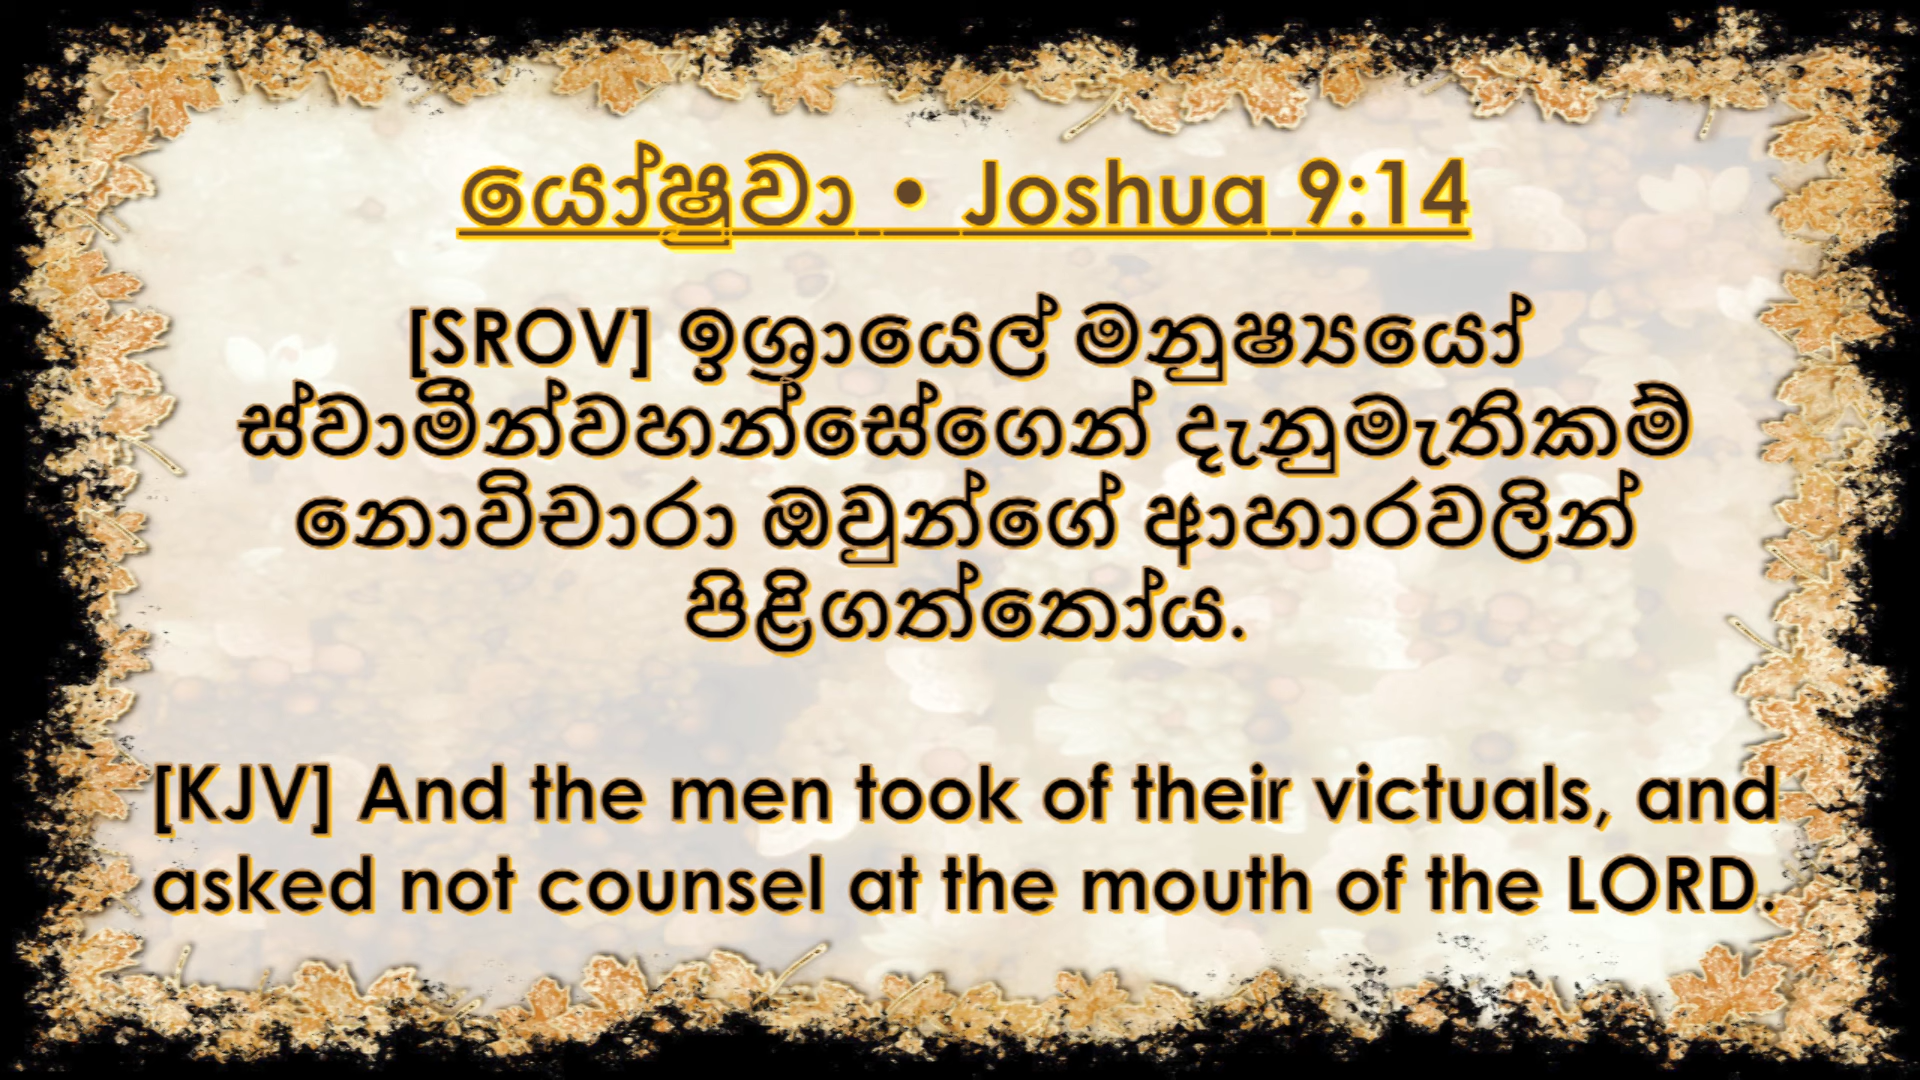 යෝෂුවා • Joshua 9:14
[SROV] ඉශ්‍රායෙල් මනුෂ්‍යයෝ
ස්වාමීන්වහන්සේගෙන් දැනුමැතිකම්
නොවිචාරා ඔවුන්ගේ ආහාරවලින්
පිළිගත්තෝය.
[KJV] And the men took of their victuals, and
asked not counsel at the mouth of the LORD.